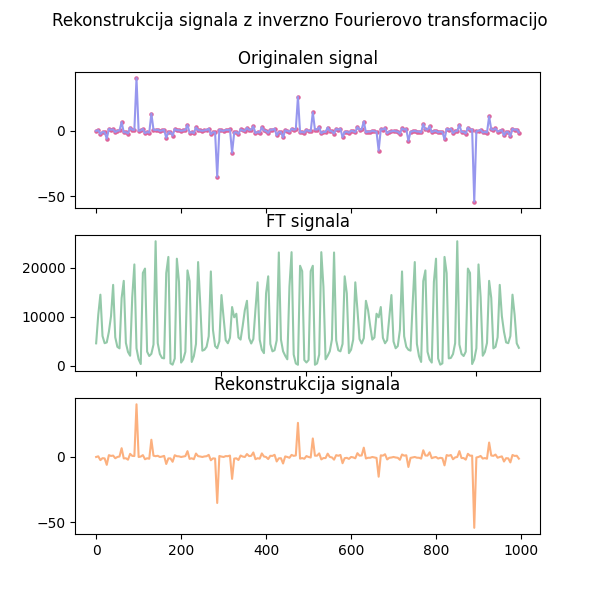 Rekonstrukcija signala z inverzno Fourierovo transformacijo
Originalen signal
0
−50
FT signala
20000
10000
0
Rekonstrukcija signala
0
−50
0 200 400 600 800 1000